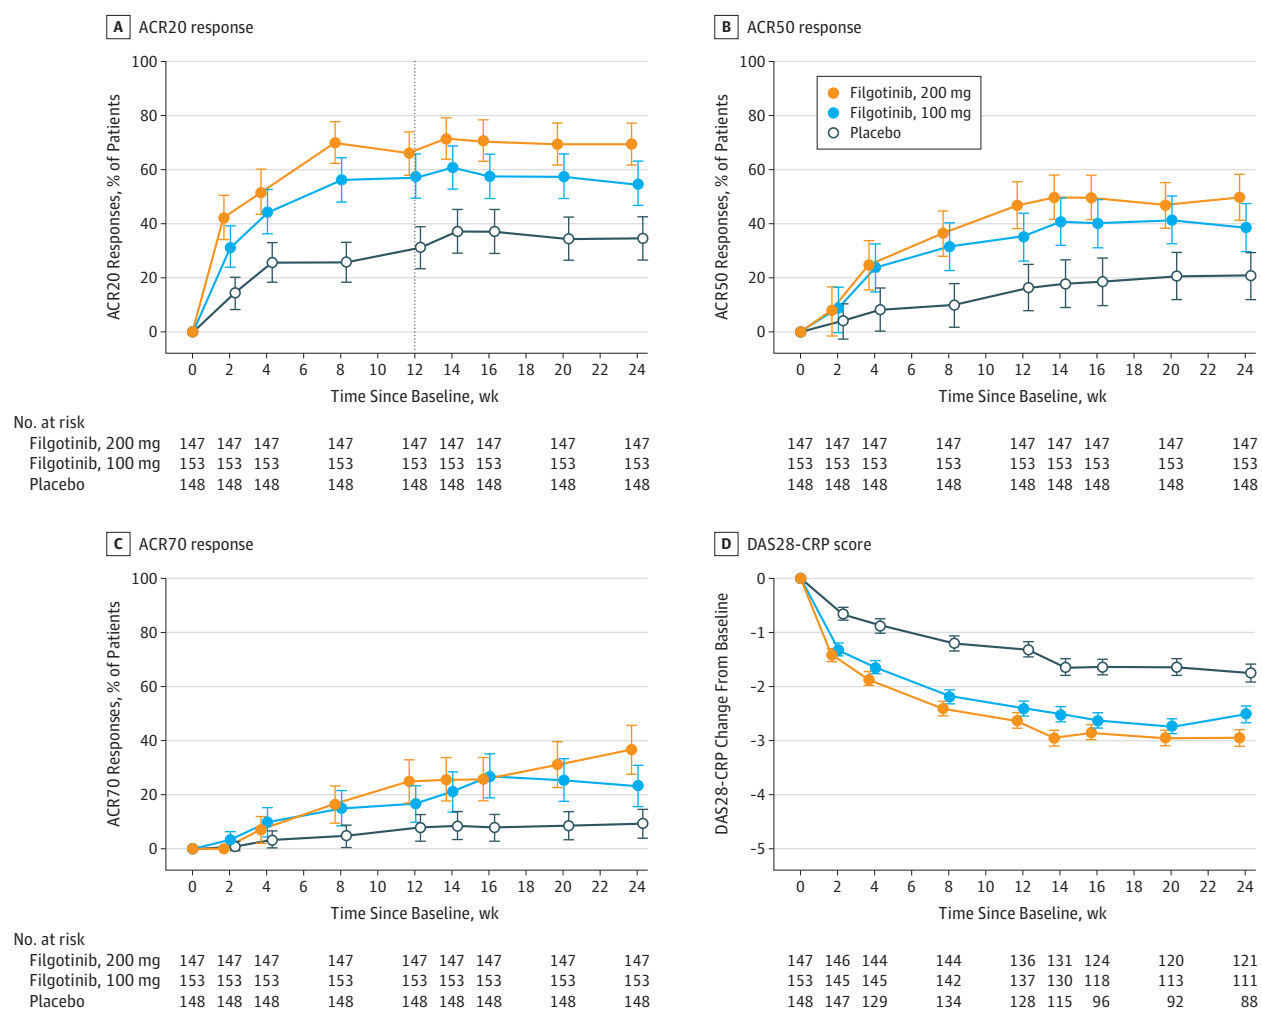 A ACR20 response
100
80
60
40
20
0
ACR20 Responses, % of Patients
0 2 4 6 8 10 12 14 16 18 20 22 24
Time Since Baseline, wk
No. at risk
Filgotinib, 200 mg 147 147 147 147 147 147 147 147 147
Filgotinib, 100 mg 153 153 153 153 153 153 153 153 153
Placebo 148 148 148 148 148 148 148 148 148
B ACR50 response
100
80
60
40
20
0
ACR50 Responses, % of Patients
Filgotinib, 200 mg
Filgotinib, 100 mg
Placebo
0 2 4 6 8 10 12 14 16 18 20 22 24
Time Since Baseline, wk
147 147 147 147 147 147 147 147 147
153 153 153 153 153 153 153 153 153
148 148 148 148 148 148 148 148 148
C ACR70 response
100
80
60
40
20
0
ACR70 Responses, % of Patients
0 2 4 6 8 10 12 14 16 18 20 22 24
Time Since Baseline, wk
No. at risk
Filgotinib, 200 mg 147 147 147 147 147 147 147 147 147
Filgotinib, 100 mg 153 153 153 153 153 153 153 153 153
Placebo 148 148 148 148 148 148 148 148 148
D DAS28-CRP score
0
-1
-2
-3
-4
-5
DAS28-CRP Change From Baseline
0 2 4 6 8 10 12 14 16 18 20 22 24
Time Since Baseline, wk
147 146 144 144 136 131 124 120 121
153 145 145 142 137 130 118 113 111
148 147 129 134 128 115 96 92 88